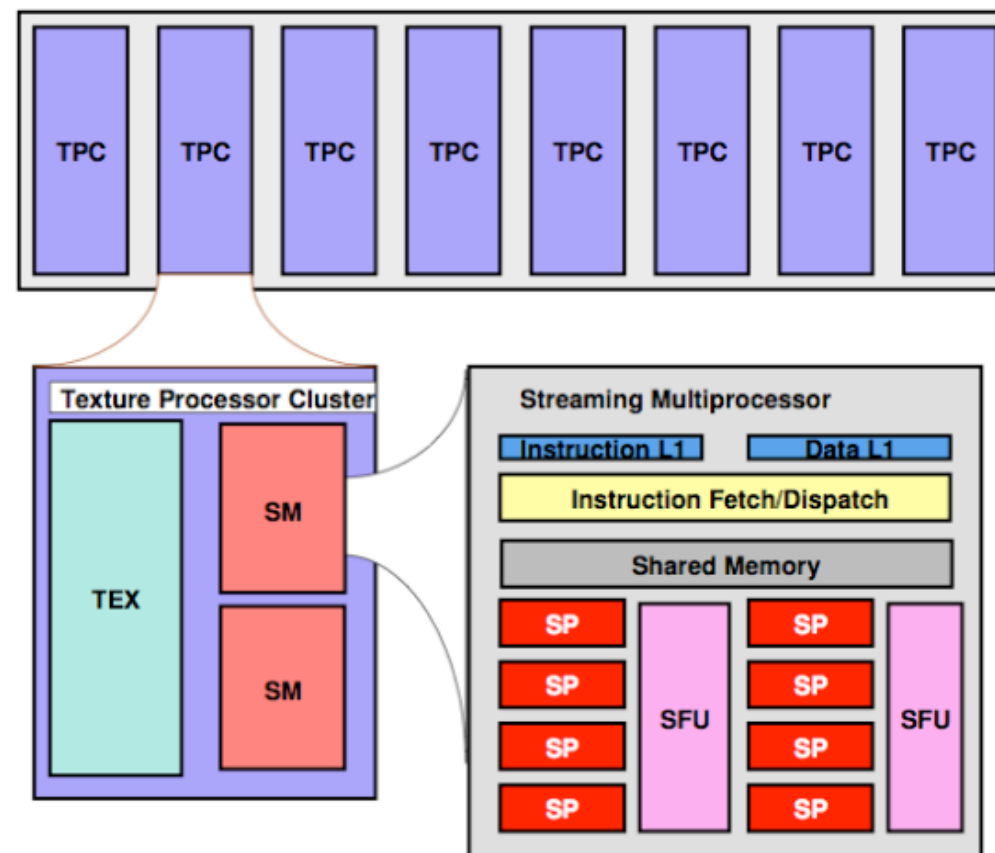 TPC TPC TPC TPC TPC TPC TPC TPC
Texture Processor Cluster
TEX
SM
SM
Streaming Multiprocessor
Instruction L1 Data L1
Instruction Fetch/Dispatch
Shared Memory
SP SP
SP SP
SFU SFU
SP SP
SP SP